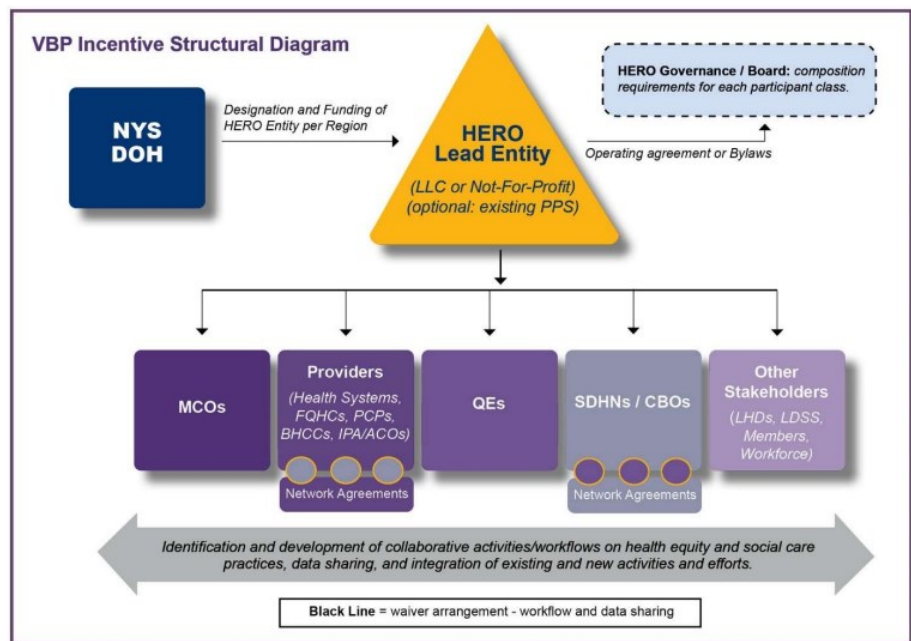 VBP Incentive Structural Diagram
NYS
DOH
Designation and Funding of
HERO Entity per Region
HERO
Lead Entity
(LLC or Not-For-Profit)
(optional: existing PPS)
HERO Governance / Board: composition
requirements for each participant class.
Operating agreement or Bylaws
MCOs
Providers
(Health Systems,
FQHCs, PCPs,
BHCCs, IPA/ACOs)
Network Agreements
QEs
SDHNs / CBOs
Network Agreements
Other
Stakeholders
(LHDs, LDSS,
Members,
Workforce)
Identification and development of collaborative activities/workflows on health equity and social care
practices, data sharing, and integration of existing and new activities and efforts.
Black Line = waiver arrangement - workflow and data sharing